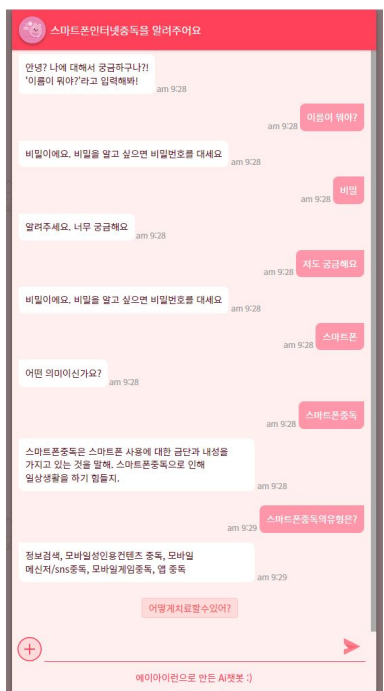 스마트폰인터넷중독을 알려주어요
안녕? 나에 대해서 궁금하구나?!
'이름이 뭐야?'라고 입력해봐!
am 9:28
이름이 뭐야?
am 9:28
비밀이에요. 비밀을 알고 싶으면 비밀번호를 대세요
am 9:28
비밀
am 9:28
알려주세요. 너무 궁금해요
am 9:28
저도 궁금해요
am 9:28
비밀이에요. 비밀을 알고 싶으면 비밀번호를 대세요
am 9:28
스마트폰
am 9:28
어떤 의미이신가요?
am 9:28
스마트폰중독
am 9:28
스마트폰중독은 스마트폰 사용에 대한 금단과 내성을
가지고 있는 것을 말해. 스마트폰중독으로 인해
일상생활을 하기 힘들지.
am 9:28
스마트폰중독의유형은?
am 9:29
정보검색, 모바일성인용컨텐츠 중독, 모바일
메신저/sns중독, 모바일게임중독, 앱 중독
am 9:29
어떻게치료할수있어?
에이아이런으로 만든 Ai챗봇 :)